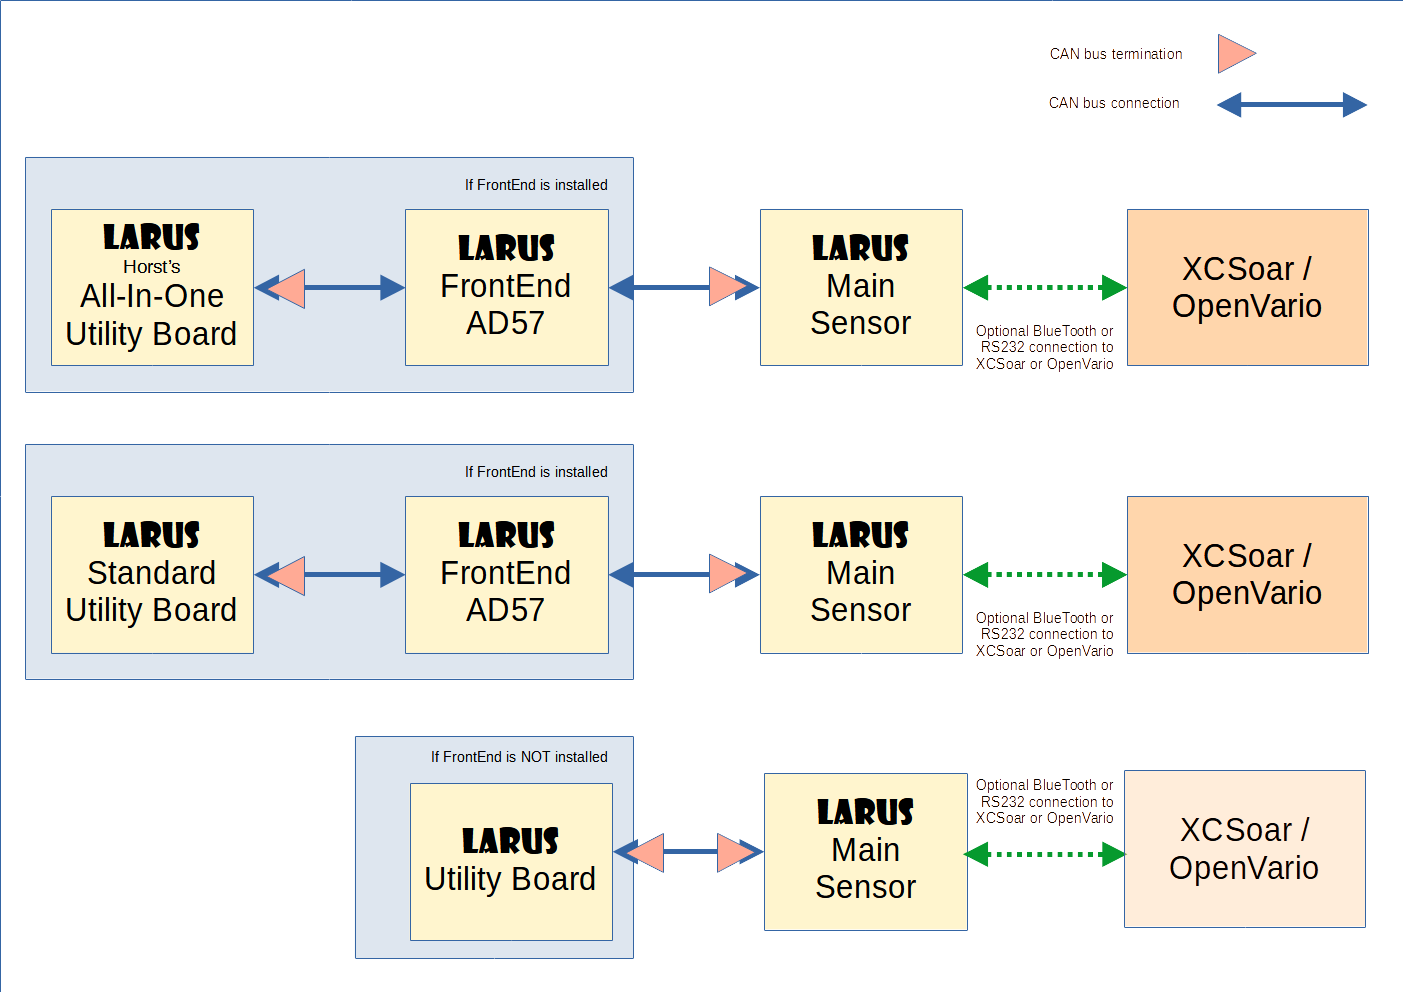 CAN bus termination
CAN bus connection
If FrontEnd is installed
LARUS
Horst's
All-In-One
Utility Board
LARUS
FrontEnd
AD57
LARUS
Main
Sensor
Optional BlueTooth or
RS232 connection to
XCSoar or OpenVario
XCSoar /
OpenVario
If FrontEnd is installed
LARUS
Standard
Utility Board
LARUS
FrontEnd
AD57
LARUS
Main
Sensor
Optional BlueTooth or
RS232 connection to
XCSoar or OpenVario
XCSoar /
OpenVario
If FrontEnd is NOT installed
LARUS
Utility Board
LARUS
Main
Sensor
Optional BlueTooth or
RS232 connection to
XCSoar or OpenVario
XCSoar /
OpenVario